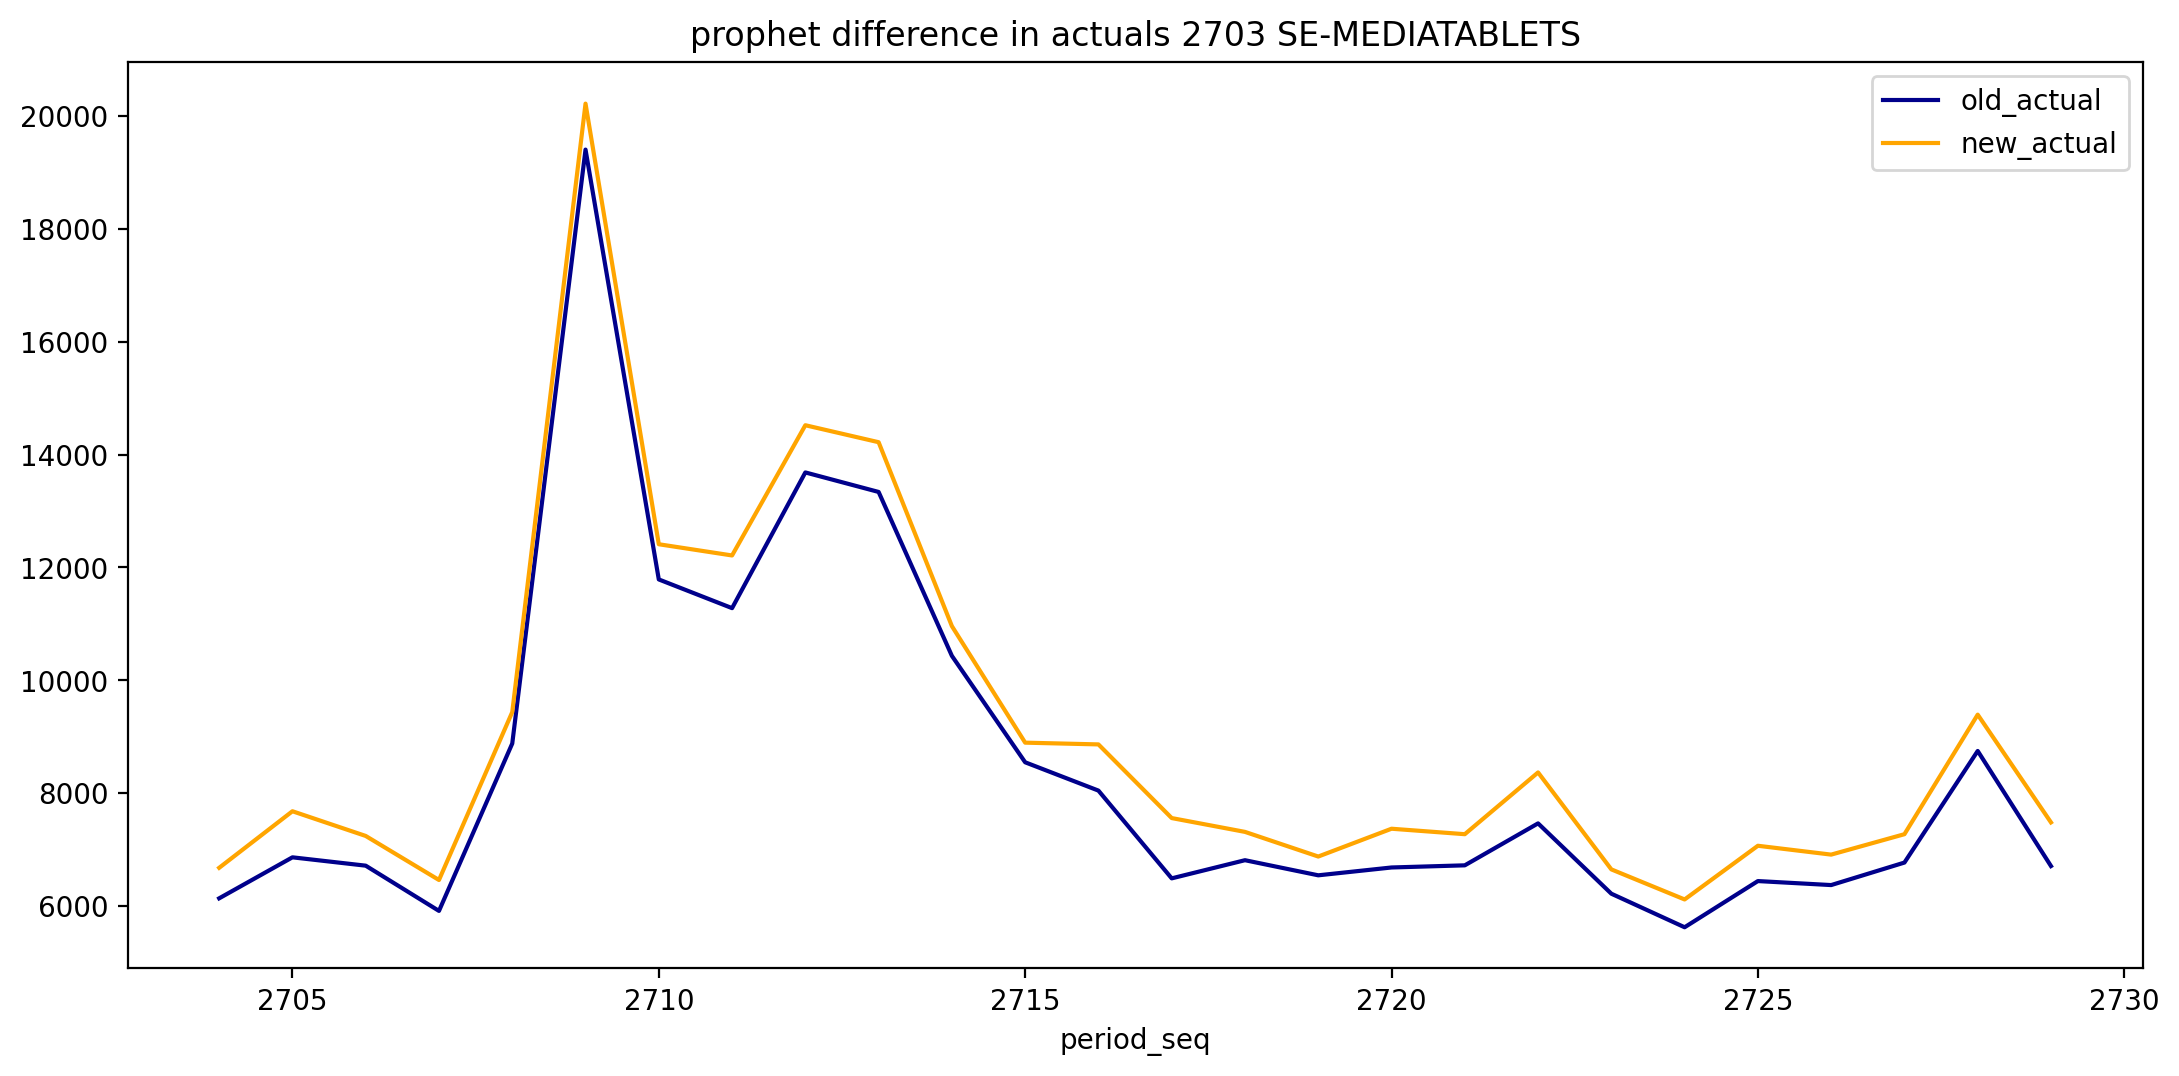 prophet difference in actuals 2703 SE-MEDIATABLETS
old_actual
new_actual
20000
18000
16000
14000
12000
10000
8000
6000
2705 2710 2715 2720 2725 2730
period_seq